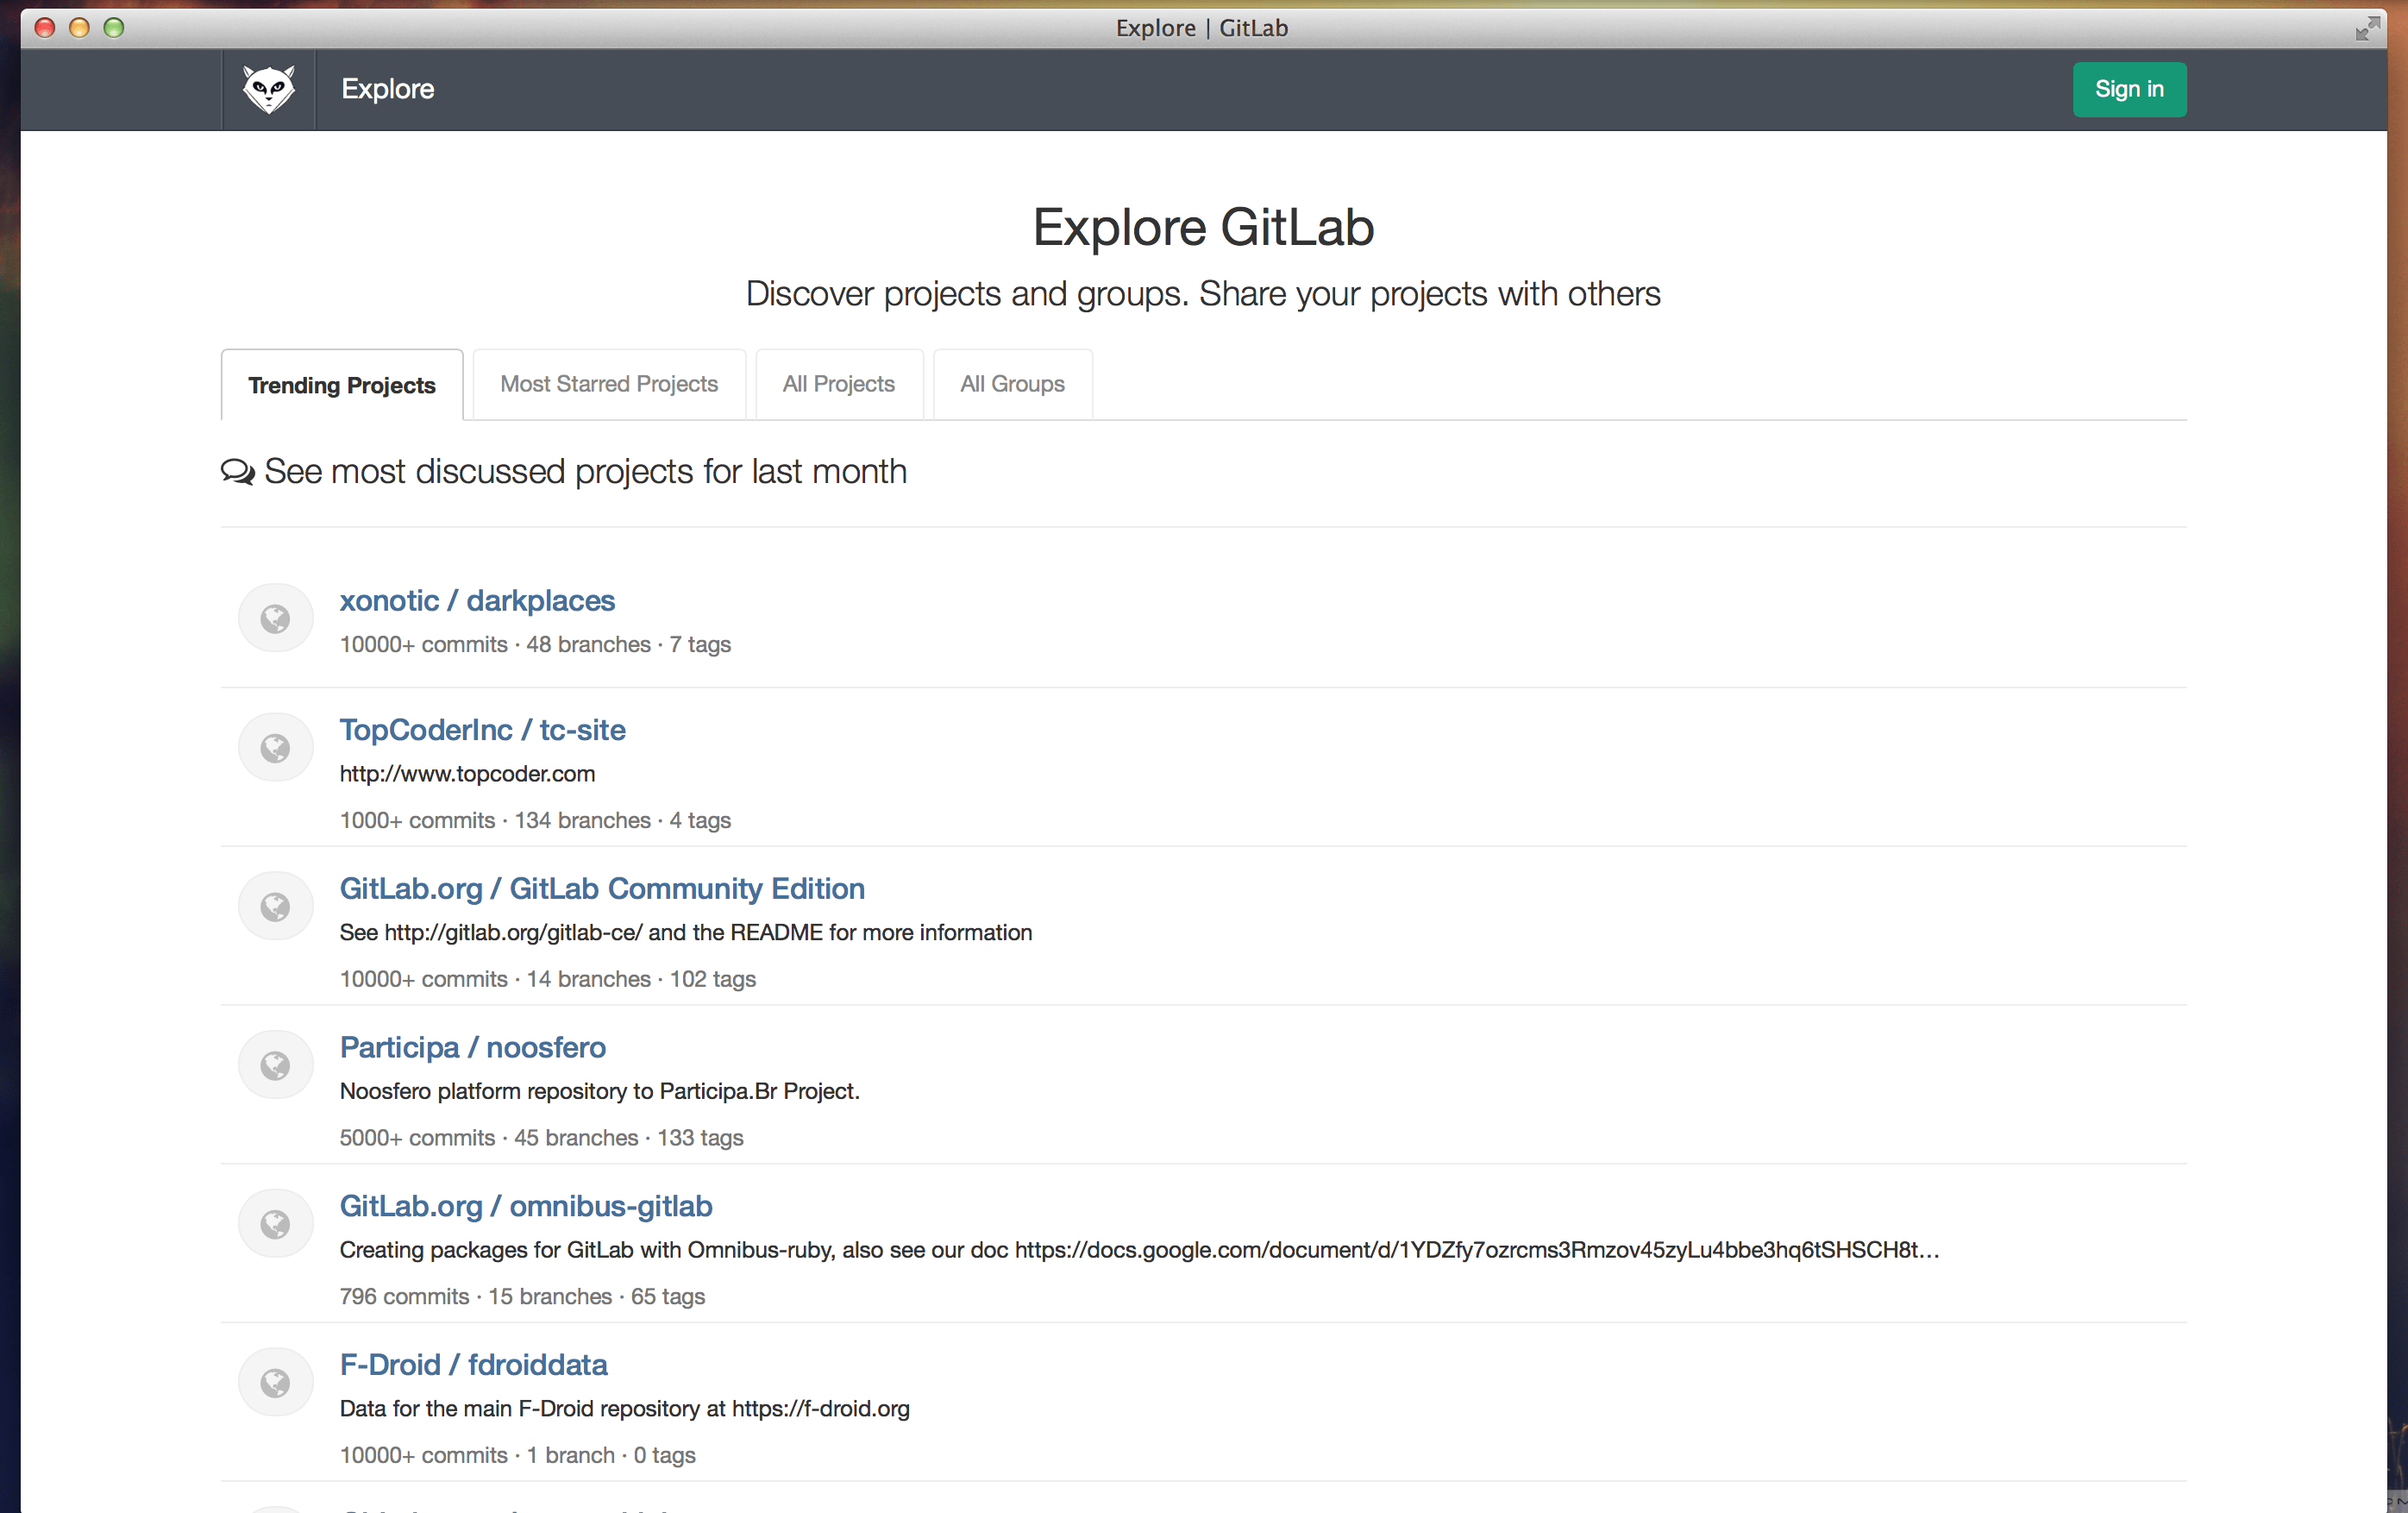 Explore | GitLab
Explore
Sign in
Explore GitLab
Discover projects and groups. Share your projects with others
Trending Projects
Most Starred Projects
All Projects
All Groups
See most discussed projects for last month
xonotic / darkplaces
10000+ commits · 48 branches · 7 tags
TopCoderInc / tc-site
http://www.topcoder.com
1000+ commits · 134 branches · 4 tags
GitLab.org / GitLab Community Edition
See http://gitlab.org/gitlab-ce/ and the README for more information
10000+ commits · 14 branches · 102 tags
Participa / noosfero
Noosfero platform repository to Participa.Br Project.
5000+ commits · 45 branches · 133 tags
GitLab.org / omnibus-gitlab
Creating packages for GitLab with Omnibus-ruby, also see our doc https://docs.google.com/document/d/1YDZfy7ozrcms3Rmzov45zyLu4bbe3hq6tSHSCH8t...
796 commits · 15 branches · 65 tags
F-Droid / fdroiddata
Data for the main F-Droid repository at https://f-droid.org
10000+ commits · 1 branch · 0 tags